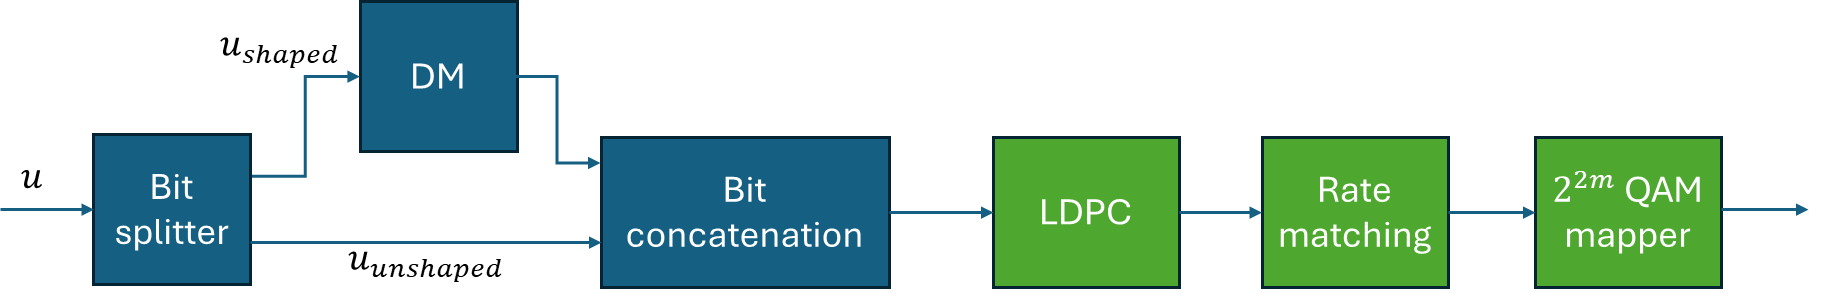 u
Bit
splitter
u_shaped
DM
u_unshaped
Bit
concatenation
LDPC
Rate
matching
2^{2m} QAM
mapper